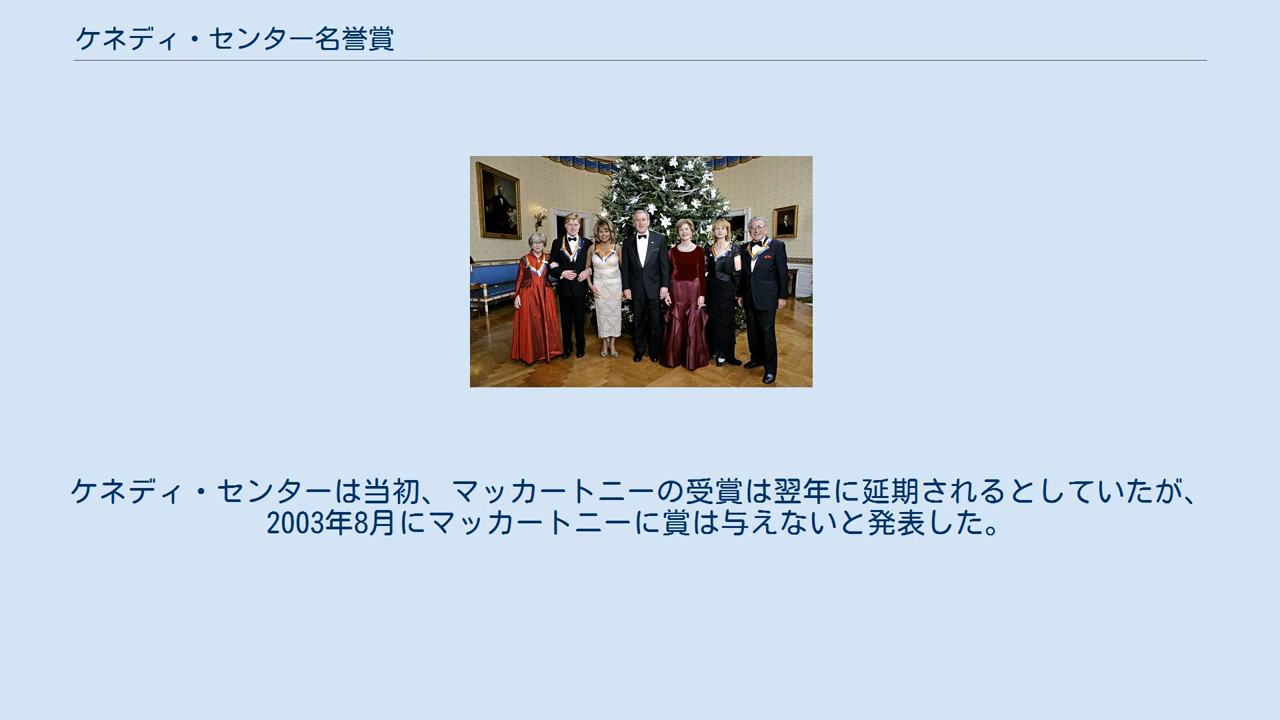 ケネディ・センター名誉賞
ケネディ・センターは当初、マッカートニーの受賞は翌年に延期されるとしていたが、
2003年8月にマッカートニーに賞は与えないと発表した。